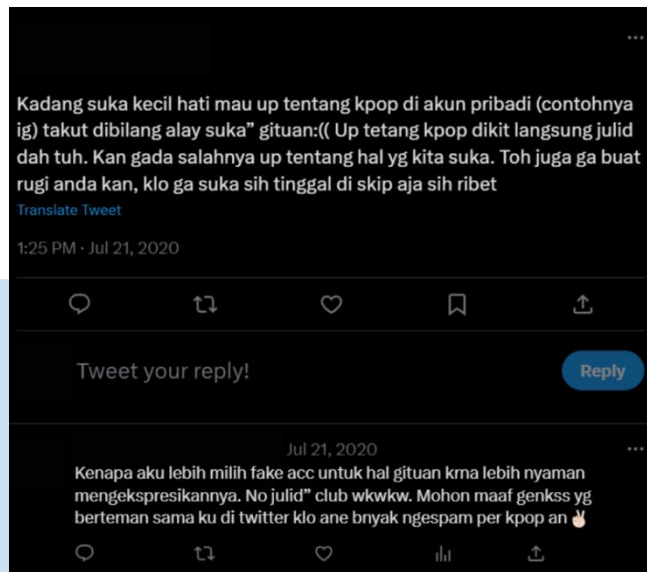 Kadang suka kecil hati mau up tentang kpop di akun pribadi (contohnya
ig) takut dibilang alay suka” gituan:(( Up tetang kpop dikit langsung julid
dah tuh. Kan gada salahnya up tentang hal yg kita suka. Toh juga ga buat
rugi anda kan, klo ga suka sih tinggal di skip aja sih ribet
Translate Tweet
1:25 PM · Jul 21, 2020
Tweet your reply!
Reply
Jul 21, 2020
Kenapa aku lebih milih fake acc untuk hal gituan krna lebih nyaman
mengekspresikannya. No julid” club wkwkw. Mohon maaf genkss yg
berteman sama ku di twitter klo ane bnyak ngespam per kpop an ✌🏻